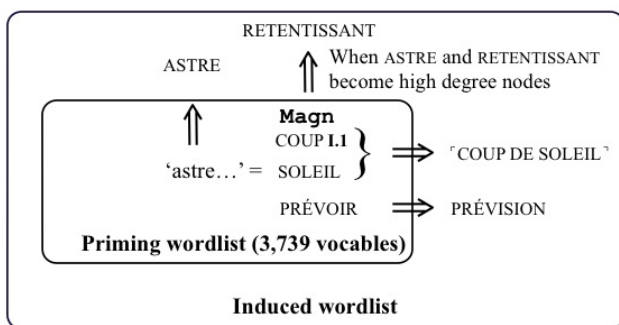 RETENTISSANT
ASTRE
When ASTRE and RETENTISSANT
become high degree nodes
Magn
COUP I.1
⌜COUP DE SOLEIL⌝
‘astre…’ = SOLEIL
PRÉVOIR
PRÉVISION
Priming wordlist (3,739 vocables)
Induced wordlist